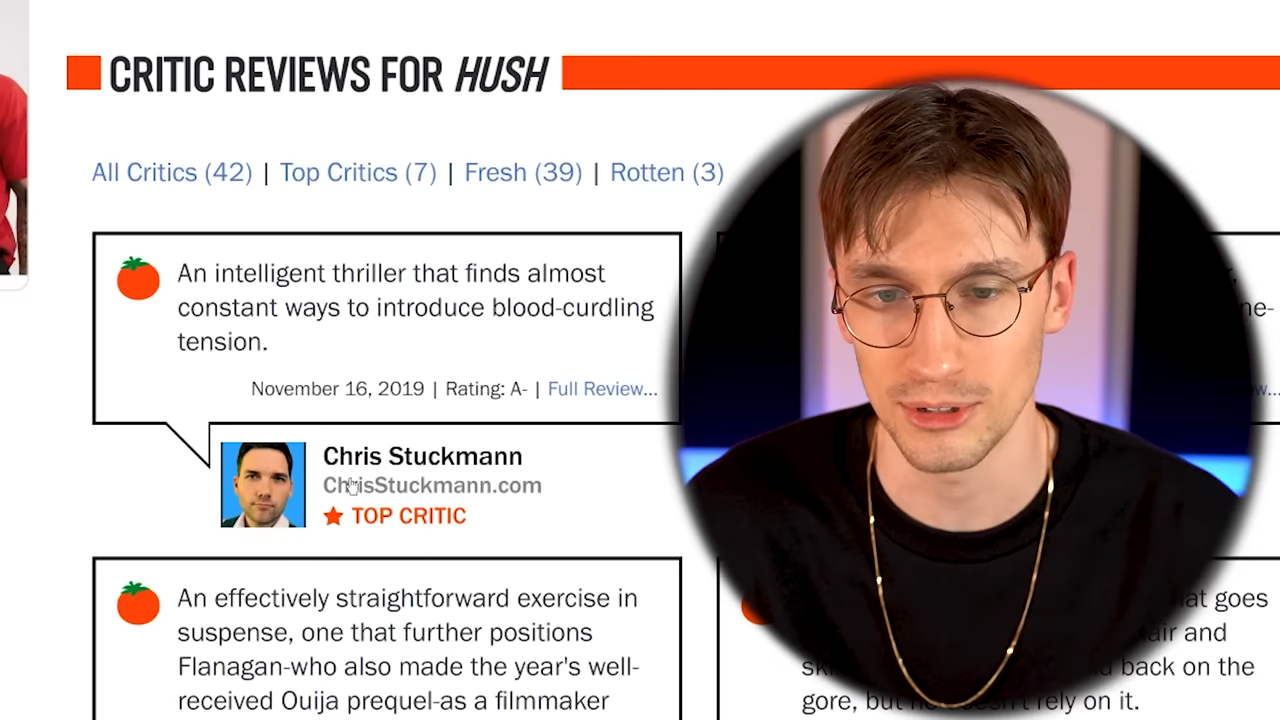 CRITIC REVIEWS FOR HUSH
All Critics (42) | Top Critics (7) | Fresh (39) | Rotten (3)
An intelligent thriller that finds almost
constant ways to introduce blood-curdling
tension.
November 16, 2019 | Rating: A- | Full Review...
Chris Stuckmann
ChrisStuckmann.com
TOP CRITIC
An effectively straightforward exercise in
suspense, one that further positions
Flanagan-who also made the year's well-
received Ouija prequel-as a filmmaker
goes
and
back on the
gore, but rely on it.